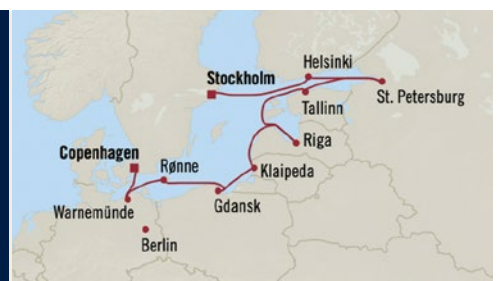 Helsinki
Stockholm
Tallinn
St. Petersburg
Riga
Copenhagen
Rønne
Klaipeda
Warnemünde
Gdansk
Berlin